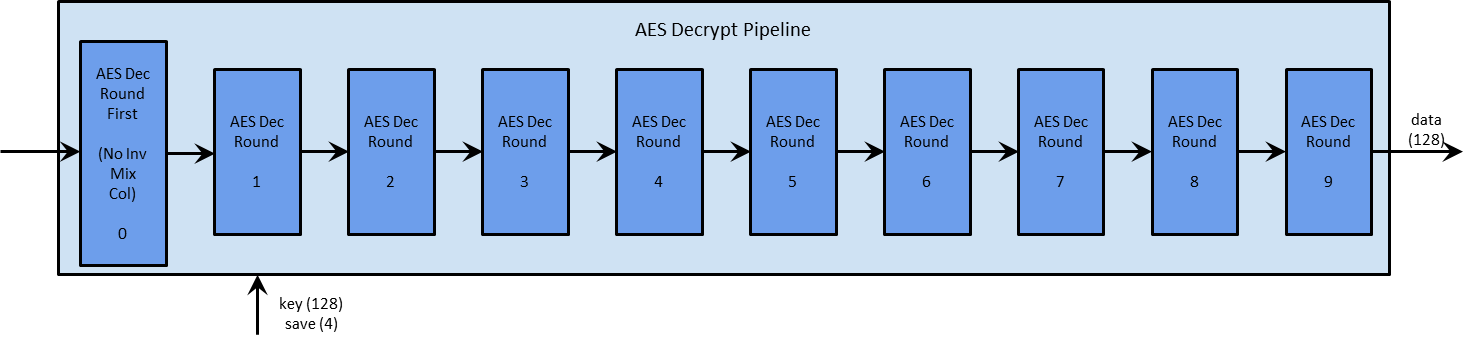 AES Decrypt Pipeline
AES Dec
Round
First
(No Inv
Mix
Col)
0
AES Dec
Round
1
AES Dec
Round
2
AES Dec
Round
3
AES Dec
Round
4
AES Dec
Round
5
AES Dec
Round
6
AES Dec
Round
7
AES Dec
Round
8
AES Dec
Round
9
data
(128)
key (128)
save (4)